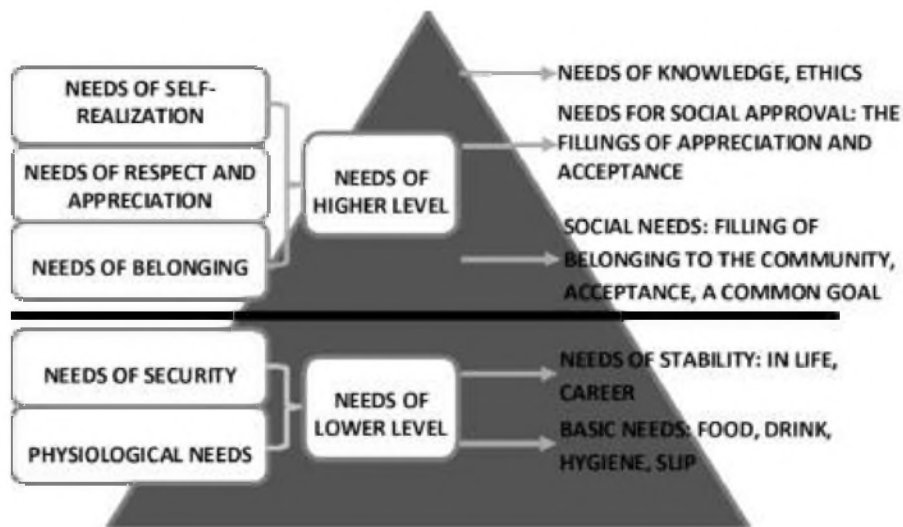 NEEDS OF SELF-
REALIZATION
NEEDS OF RESPECT AND
APPRECIATION
NEEDS OF BELONGING
NEEDS OF
HIGHER LEVEL
NEEDS OF KNOWLEDGE, ETHICS
NEEDS FOR SOCIAL APPROVAL: THE
FILLINGS OF APPRECIATION AND
ACCEPTANCE
SOCIAL NEEDS: FILLING OF
BELONGING TO THE COMMUNITY,
ACCEPTANCE, A COMMON GOAL
NEEDS OF SECURITY
PHYSIOLOGICAL NEEDS
NEEDS OF
LOWER LEVEL
NEEDS OF STABILITY: IN LIFE,
CAREER
BASIC NEEDS: FOOD, DRINK,
HYGIENE, SLIP